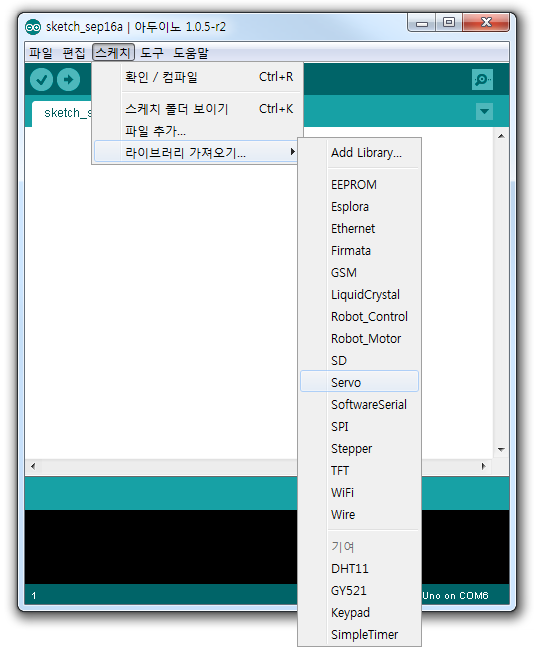 sketch_sep16a | 아두이노 1.0.5-r2
파일 편집 스케치 도구 도움말
확인 / 컴파일 Ctrl+R
스케치 폴더 보이기 Ctrl+K
파일 추가...
라이브러리 가져오기...
sketch_s
Add Library...
EEPROM
Esplora
Ethernet
Firmata
GSM
LiquidCrystal
Robot_Control
Robot_Motor
SD
Servo
SoftwareSerial
SPI
Stepper
TFT
WiFi
Wire
기여
DHT11
GY521
Keypad
SimpleTimer
1
Uno on COM6